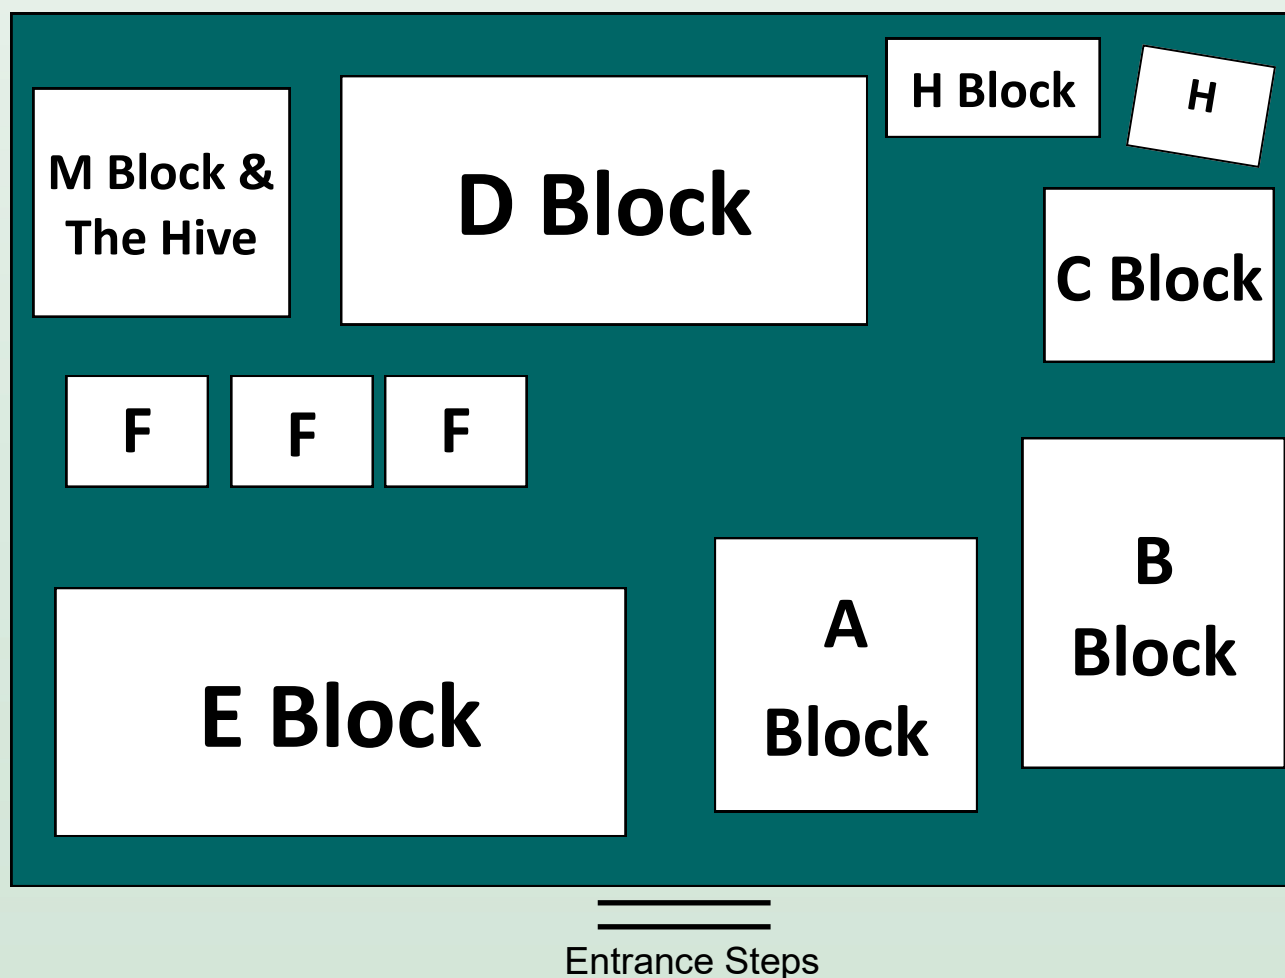 H Block
H
M Block &
The Hive
D Block
C Block
F
F
F
B
Block
A
Block
E Block
Entrance Steps